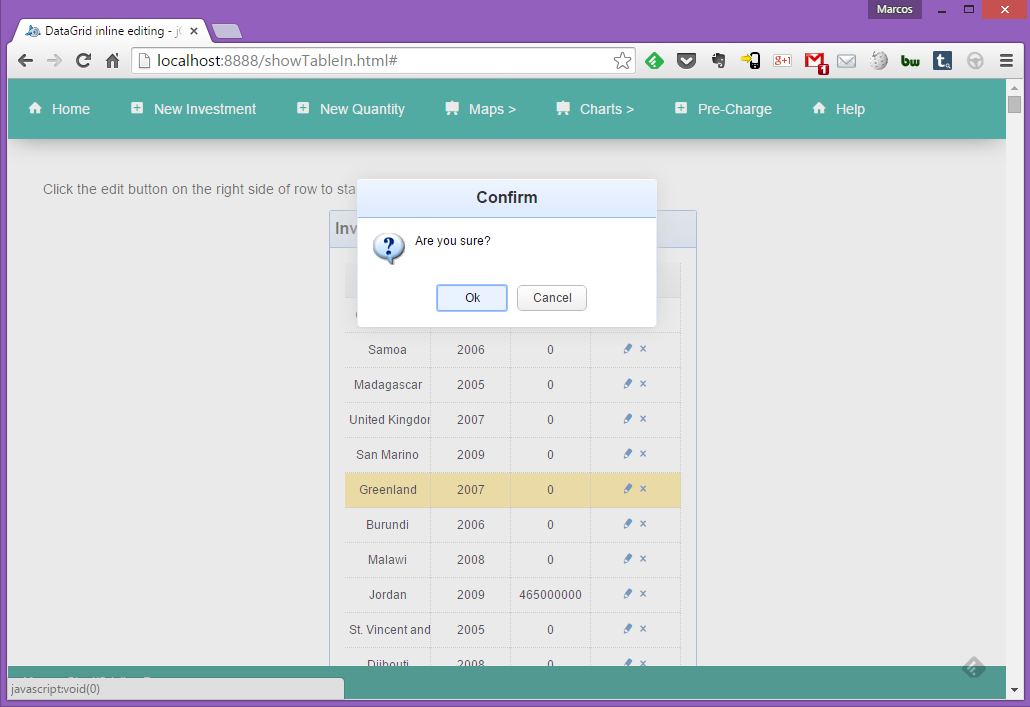 Marcos
DataGrid inline editing - j
localhost:8888/showTableIn.html#
g+1
1
bw
t.
Home
New Investment
New Quantity
Maps >
Charts >
Pre-Charge
Help
Click the edit button on the right side of row to sta
Inv
Confirm
Are you sure?
Ok
Cancel
Samoa 2006 0
Madagascar 2005 0
United Kingdor 2007 0
San Marino 2009 0
Greenland 2007 0
Burundi 2006 0
Malawi 2008 0
Jordan 2009 465000000
St. Vincent and 2005 0
Djibouti 2008 0
javascript:void(0)